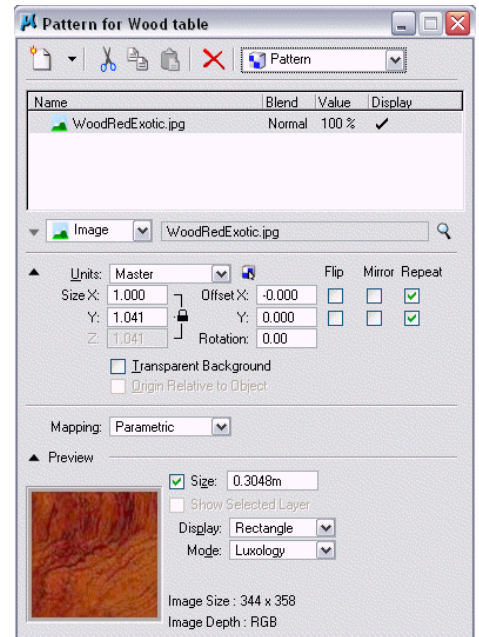 Pattern for Wood table
Pattern
Name Blend Value Display
WoodRedExotic.jpg Normal 100 %
Image WoodRedExotic.jpg
Units: Master Flip Mirror Repeat
Size X: 1.000 Offset X: -0.000
Y: 1.041 Y: 0.000
Z: 1.041 Rotation: 0.00
Transparent Background
Origin Relative to Object
Mapping: Parametric
Preview
Size: 0.3048m
Show Selected Layer
Display: Rectangle
Mode: Luxology
Image Size : 344 x 358
Image Depth : RGB